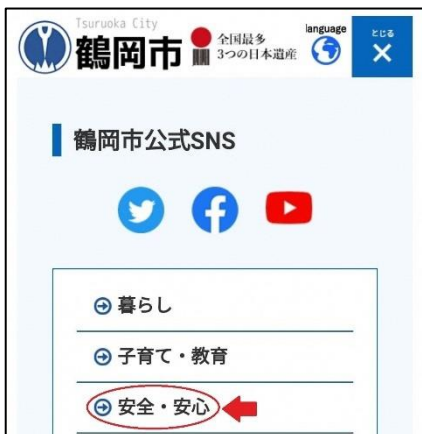 Tsuruoka City
鶴岡市
全国最多
3つの日本遺産
language
とじる
鶴岡市公式SNS
暮らし
子育て・教育
安全・安心